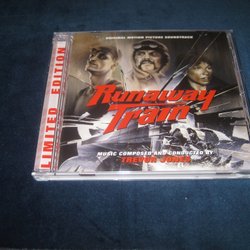 ORIGINAL MOTION PICTURE SOUNDTRACK
LIMITED EDITION
Runaway
Train
MUSIC COMPOSED AND CONDUCTED BY
TREVOR JONES